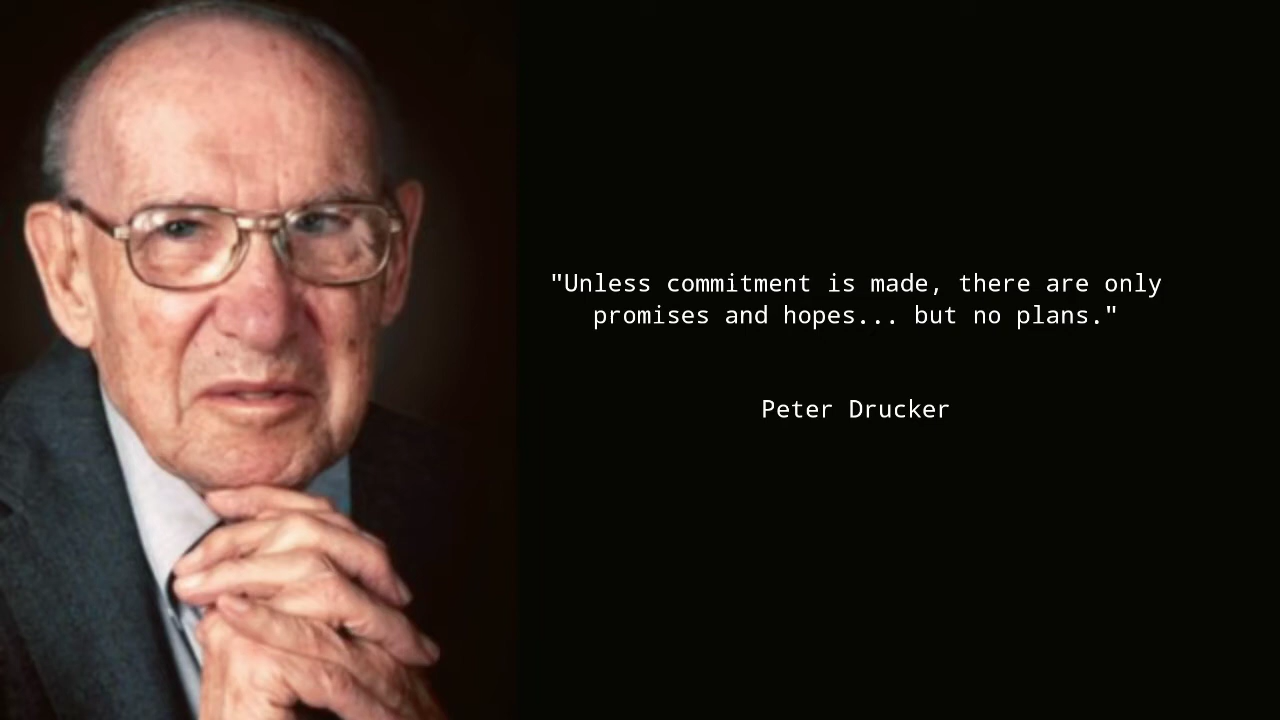 "Unless commitment is made, there are only
promises and hopes... but no plans."
Peter Drucker